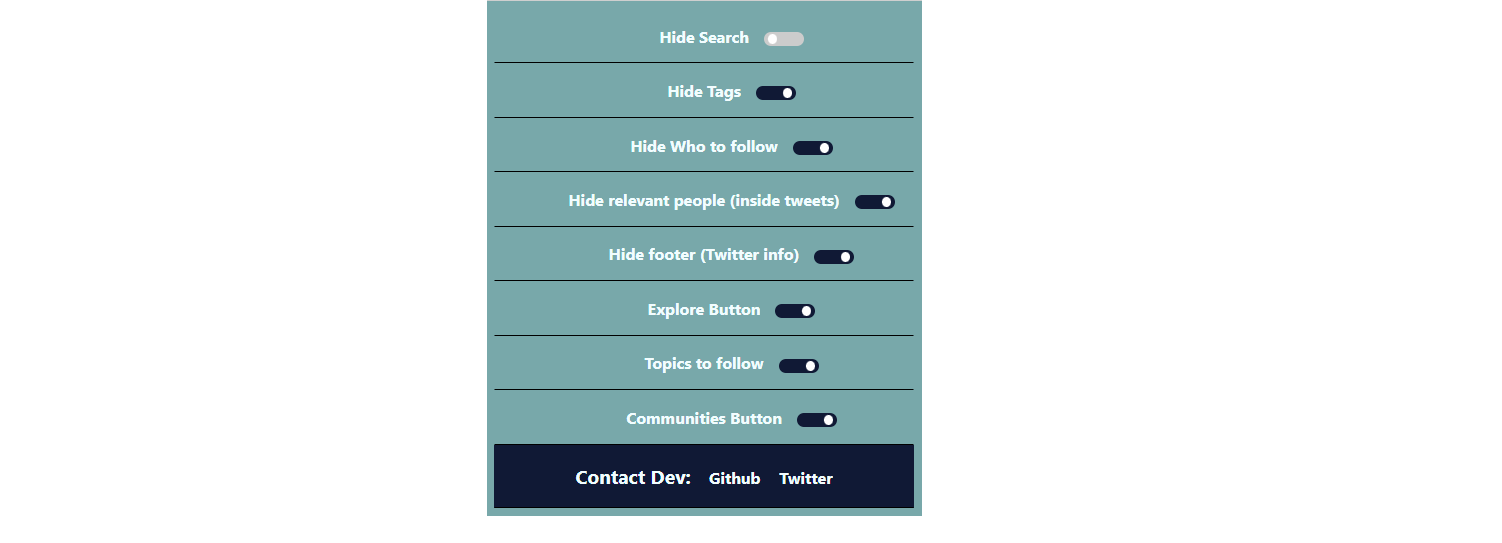 Hide Search
Hide Tags
Hide Who to follow
Hide relevant people (inside tweets)
Hide footer (Twitter info)
Explore Button
Topics to follow
Communities Button
Contact Dev: Github Twitter